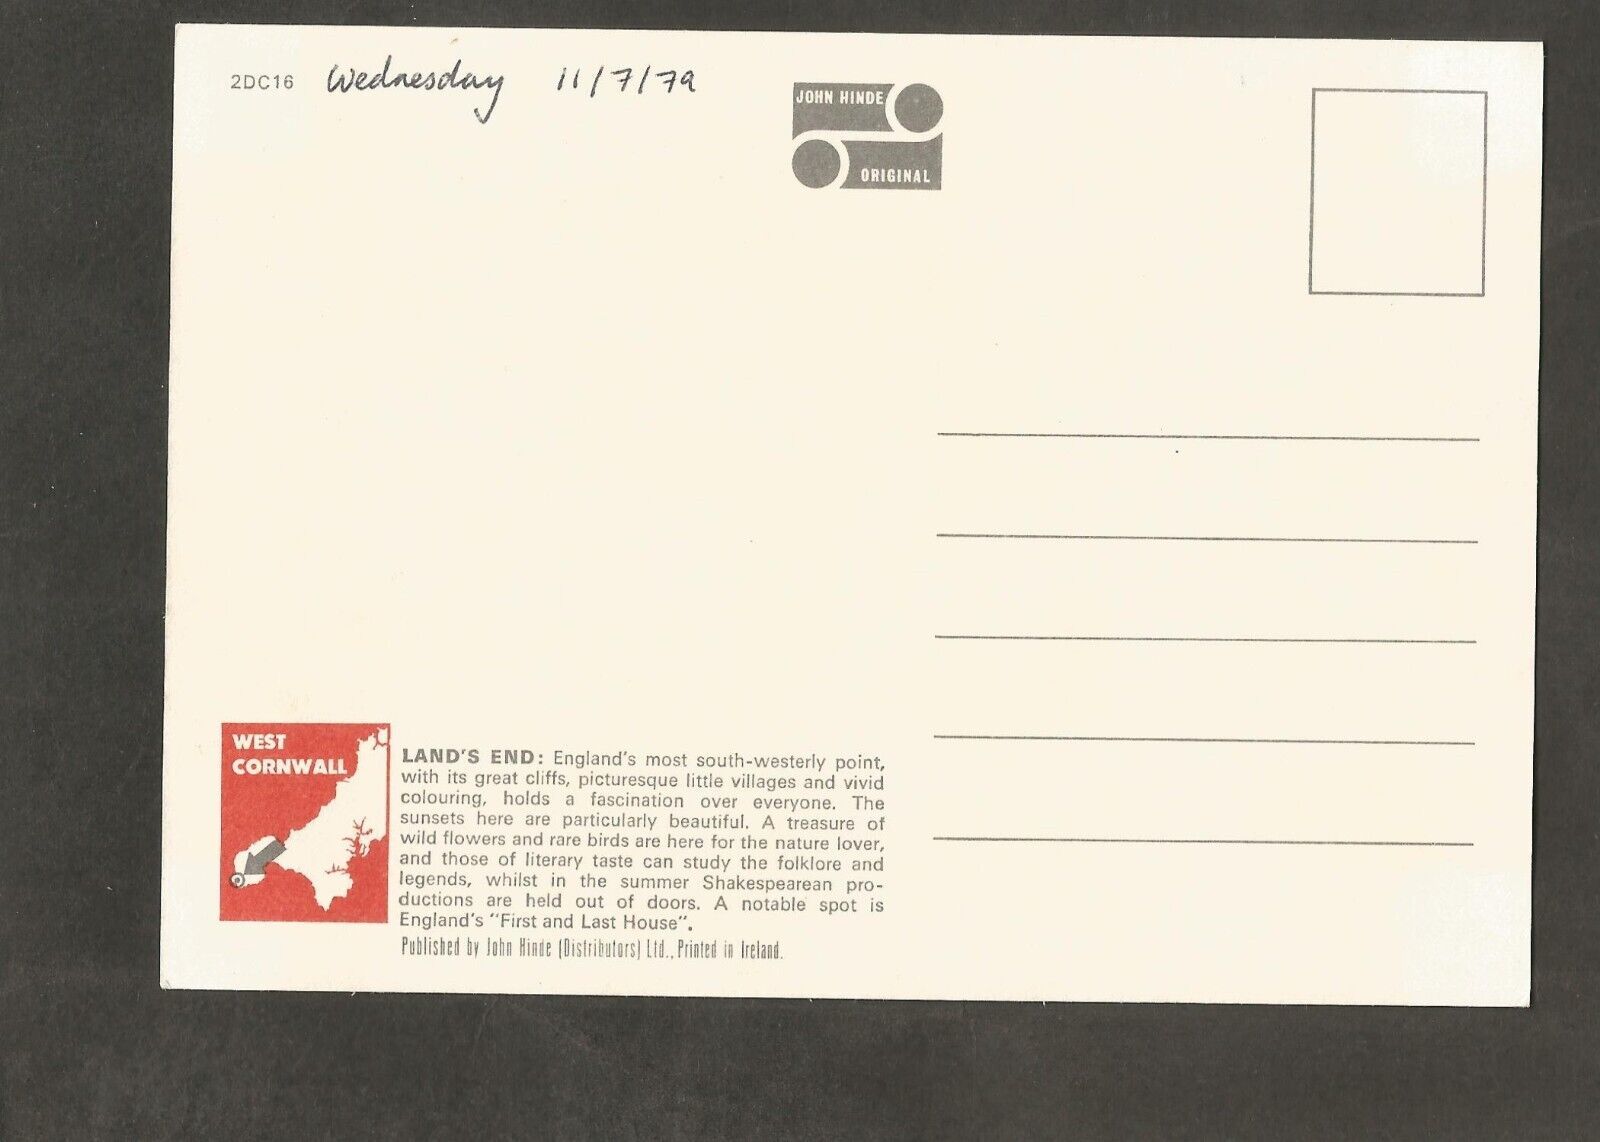 2DC16 Wednesday 11/7/79
JOHN HINDE
ORIGINAL
WEST
CORNWALL
LAND'S END: England's most south-westerly point,
with its great cliffs, picturesque little villages and vivid
colouring, holds a fascination over everyone. The
sunsets here are particularly beautiful. A treasure of
wild flowers and rare birds are here for the nature lover,
and those of literary taste can study the folklore and
legends, whilst in the summer Shakespearean pro-
ductions are held out of doors. A notable spot is
England's "First and Last House".
Published by John Hinde (Distributors) Ltd., Printed in Ireland.